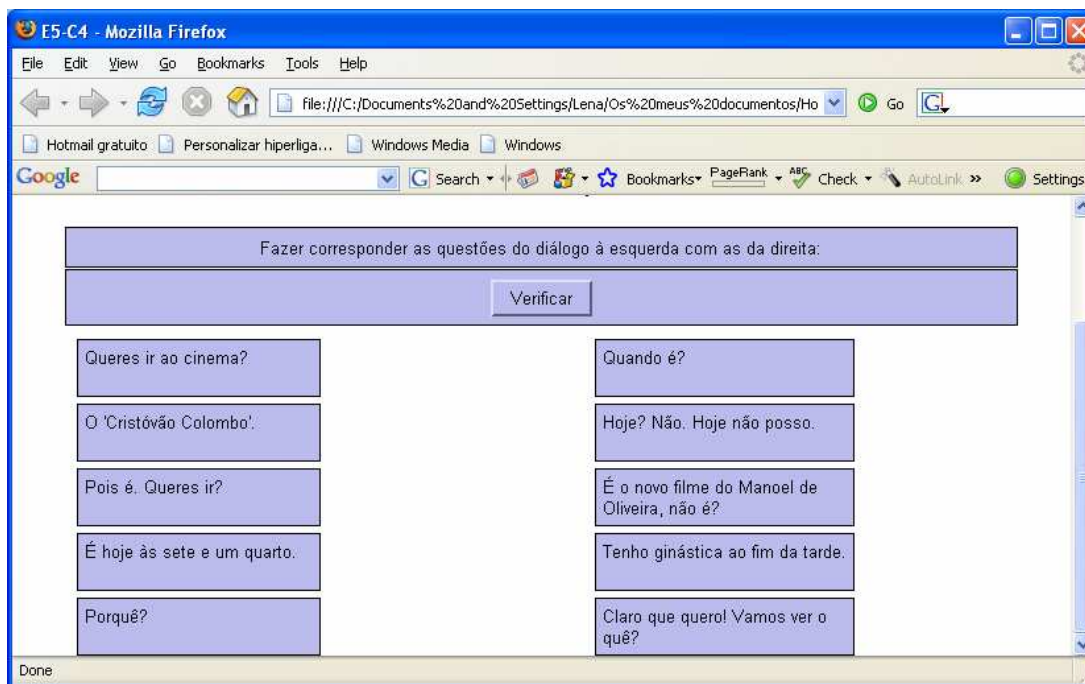 E5-C4 - Mozilla Firefox
File Edit View Go Bookmarks Tools Help
file:///C:/Documents%20and%20Settings/Lena/Os%20meus%20documentos/Ho Go G
Hotmail gratuito Personalizar hiperliga... Windows Media Windows
Google G Search Bookmarks PageRank ABC Check AutoLink » Settings
Fazer corresponder as questões do diálogo à esquerda com as da direita:
Verificar
Queres ir ao cinema?
Quando é?
O 'Cristóvão Colombo'.
Hoje? Não. Hoje não posso.
Pois é. Queres ir?
É o novo filme do Manoel de
Oliveira, não é?
É hoje às sete e um quarto.
Tenho ginástica ao fim da tarde.
Porquê?
Claro que quero! Vamos ver o
quê?
Done